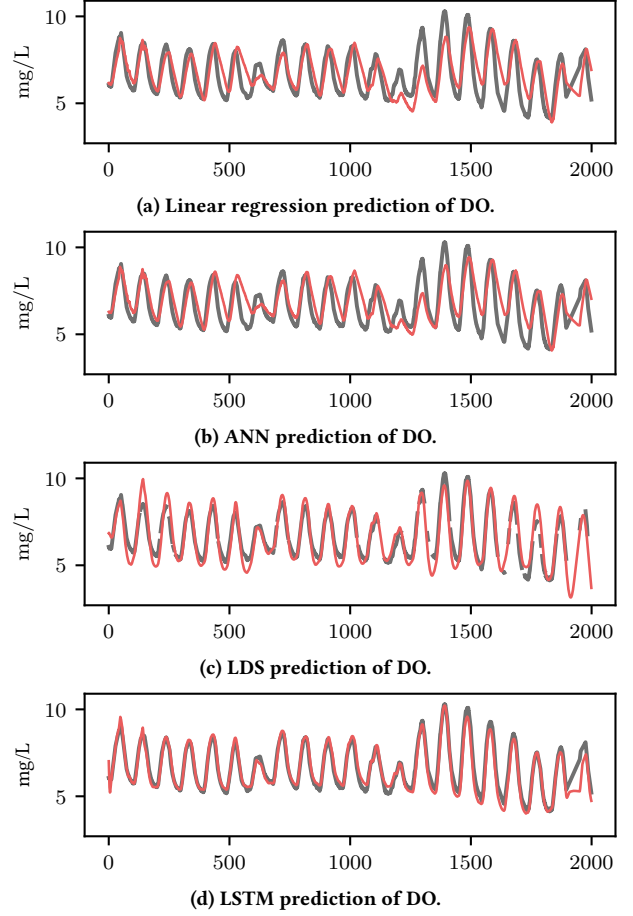 10
mg/L
5
0 500 1000 1500 2000
(a) Linear regression prediction of DO.
10
mg/L
5
0 500 1000 1500 2000
(b) ANN prediction of DO.
10
mg/L
5
0 500 1000 1500 2000
(c) LDS prediction of DO.
10
mg/L
5
0 500 1000 1500 2000
(d) LSTM prediction of DO.